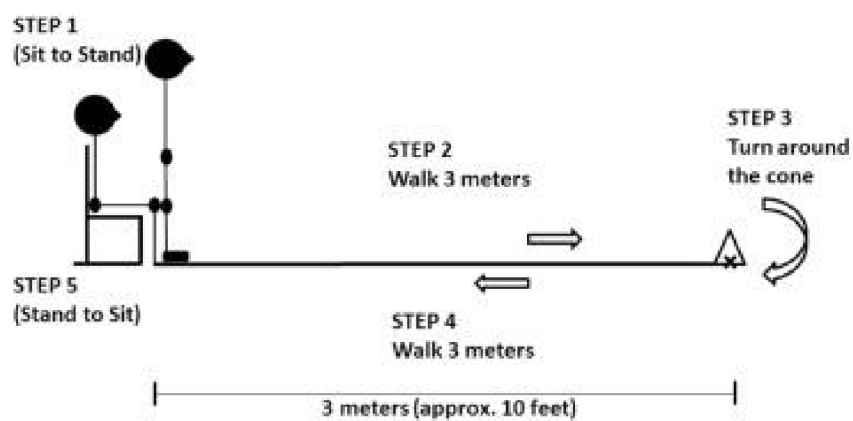 STEP 1
(Sit to Stand)
STEP 2
Walk 3 meters
STEP 3
Turn around
the cone
STEP 5
(Stand to Sit)
STEP 4
Walk 3 meters
3 meters (approx. 10 feet)